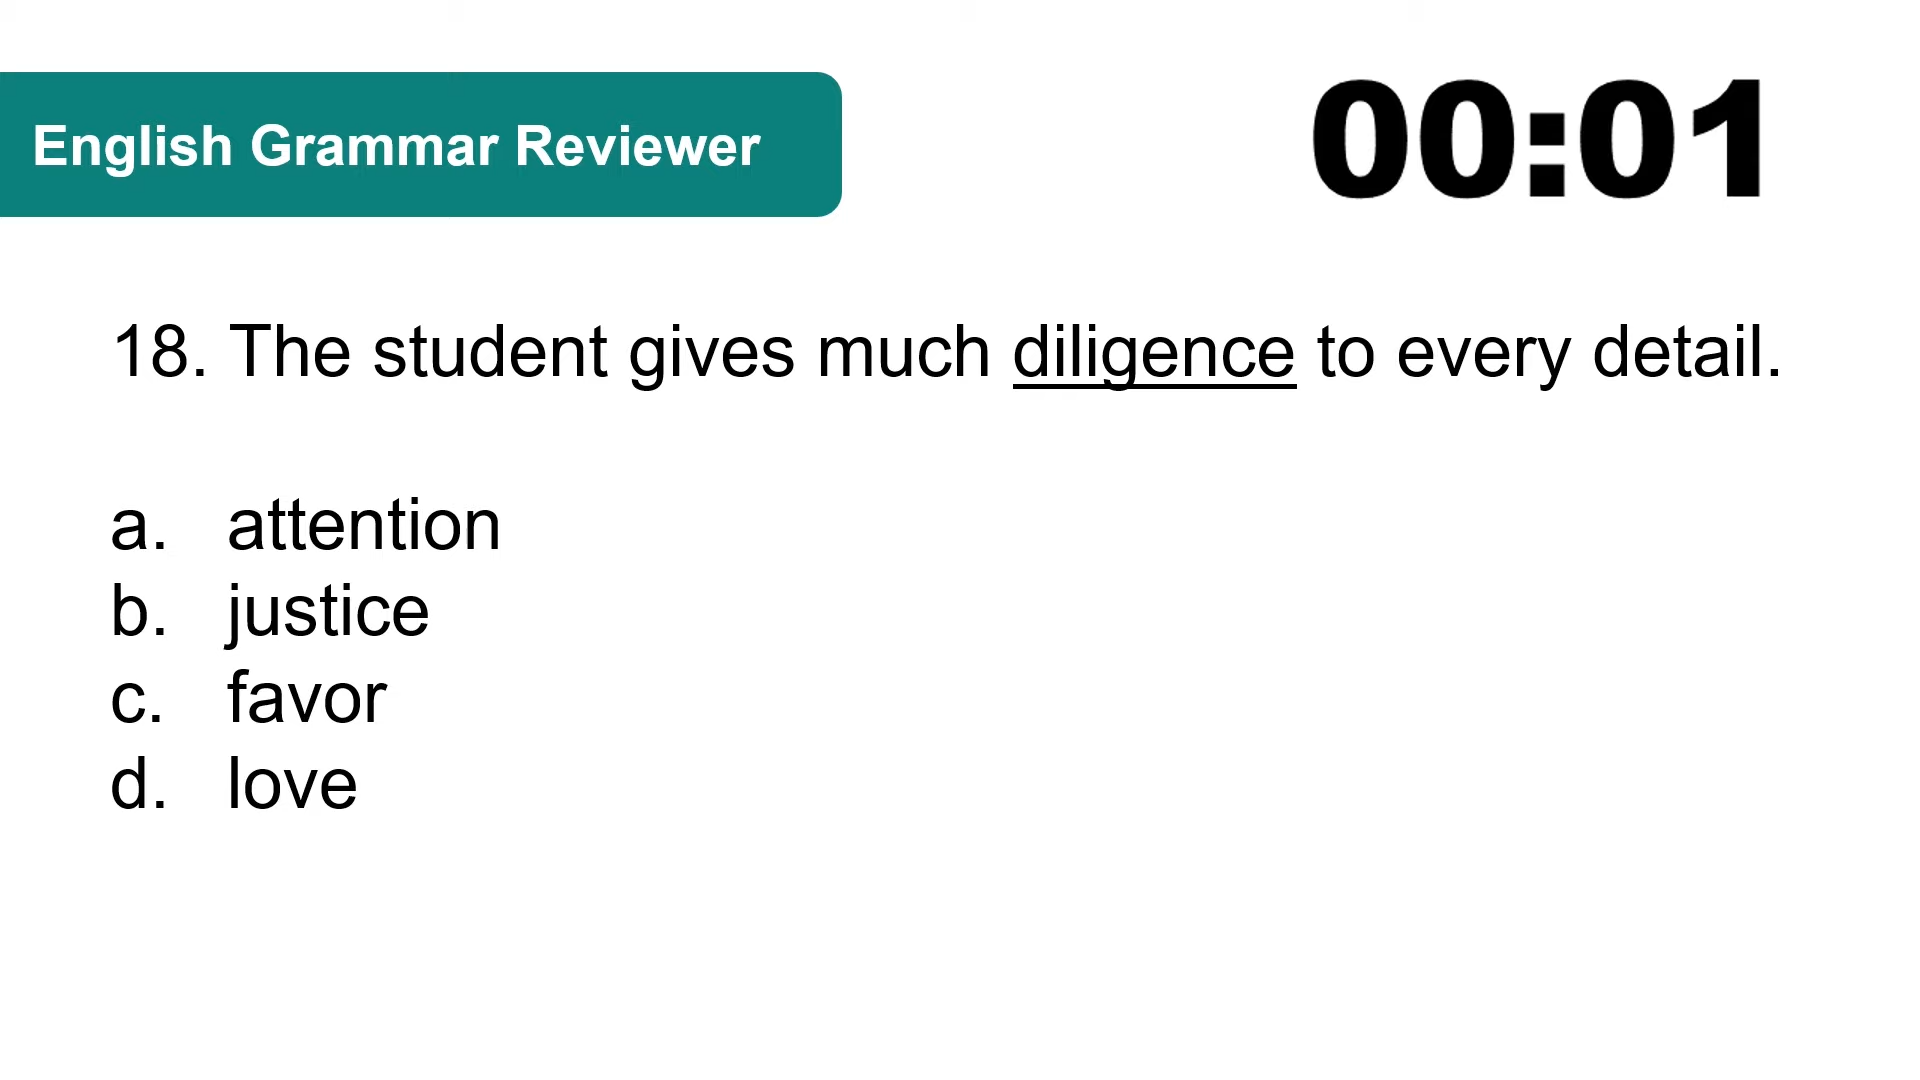 English Grammar Reviewer
00:01
18. The student gives much diligence to every detail.
a. attention
b. justice
c. favor
d. love